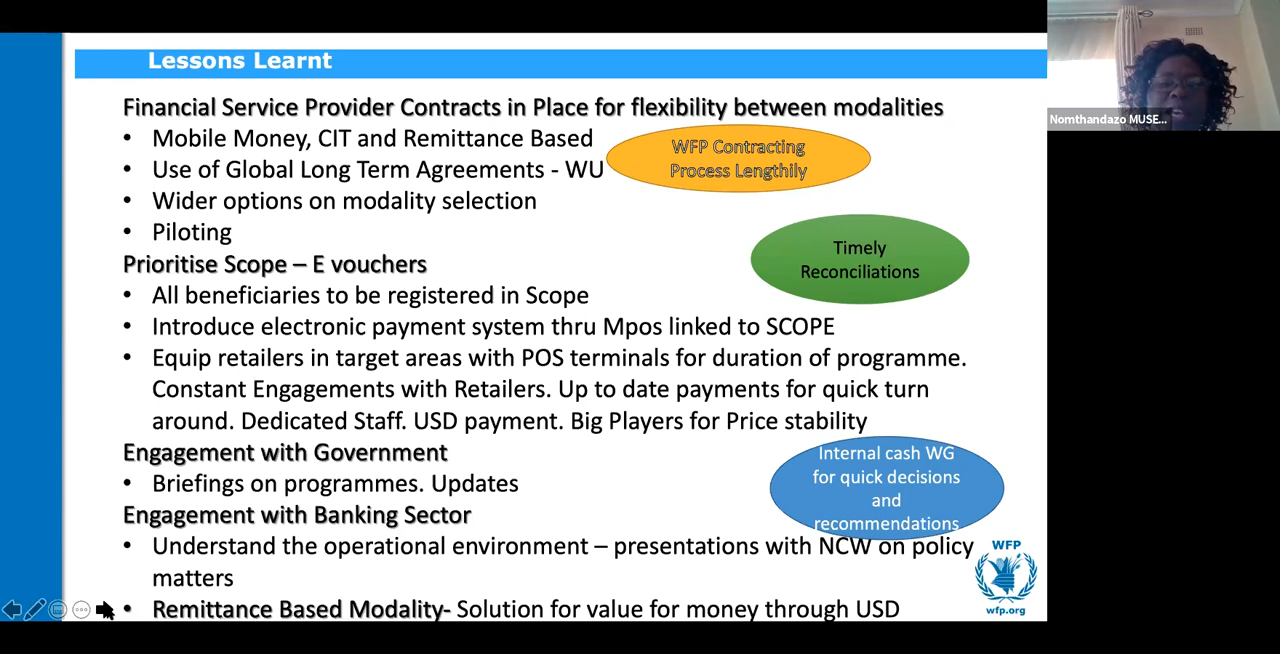 Lessons Learnt
Financial Service Provider Contracts in Place for flexibility between modalities
• Mobile Money, CIT and Remittance Based
• Use of Global Long Term Agreements - WU
• Wider options on modality selection
• Piloting
WFP Contracting
Process Lengthily
Prioritise Scope – E vouchers
Timely
Reconciliations
• All beneficiaries to be registered in Scope
• Introduce electronic payment system thru Mpos linked to SCOPE
• Equip retailers in target areas with POS terminals for duration of programme.
Constant Engagements with Retailers. Up to date payments for quick turn
around. Dedicated Staff. USD payment. Big Players for Price stability
Engagement with Government
• Briefings on programmes. Updates
Internal cash WG
for quick decisions
and
recommendations
Engagement with Banking Sector
• Understand the operational environment – presentations with NCW on policy
matters
• Remittance Based Modality- Solution for value for money through USD
WFP
wfp.org
Nomthandazo MUSE...